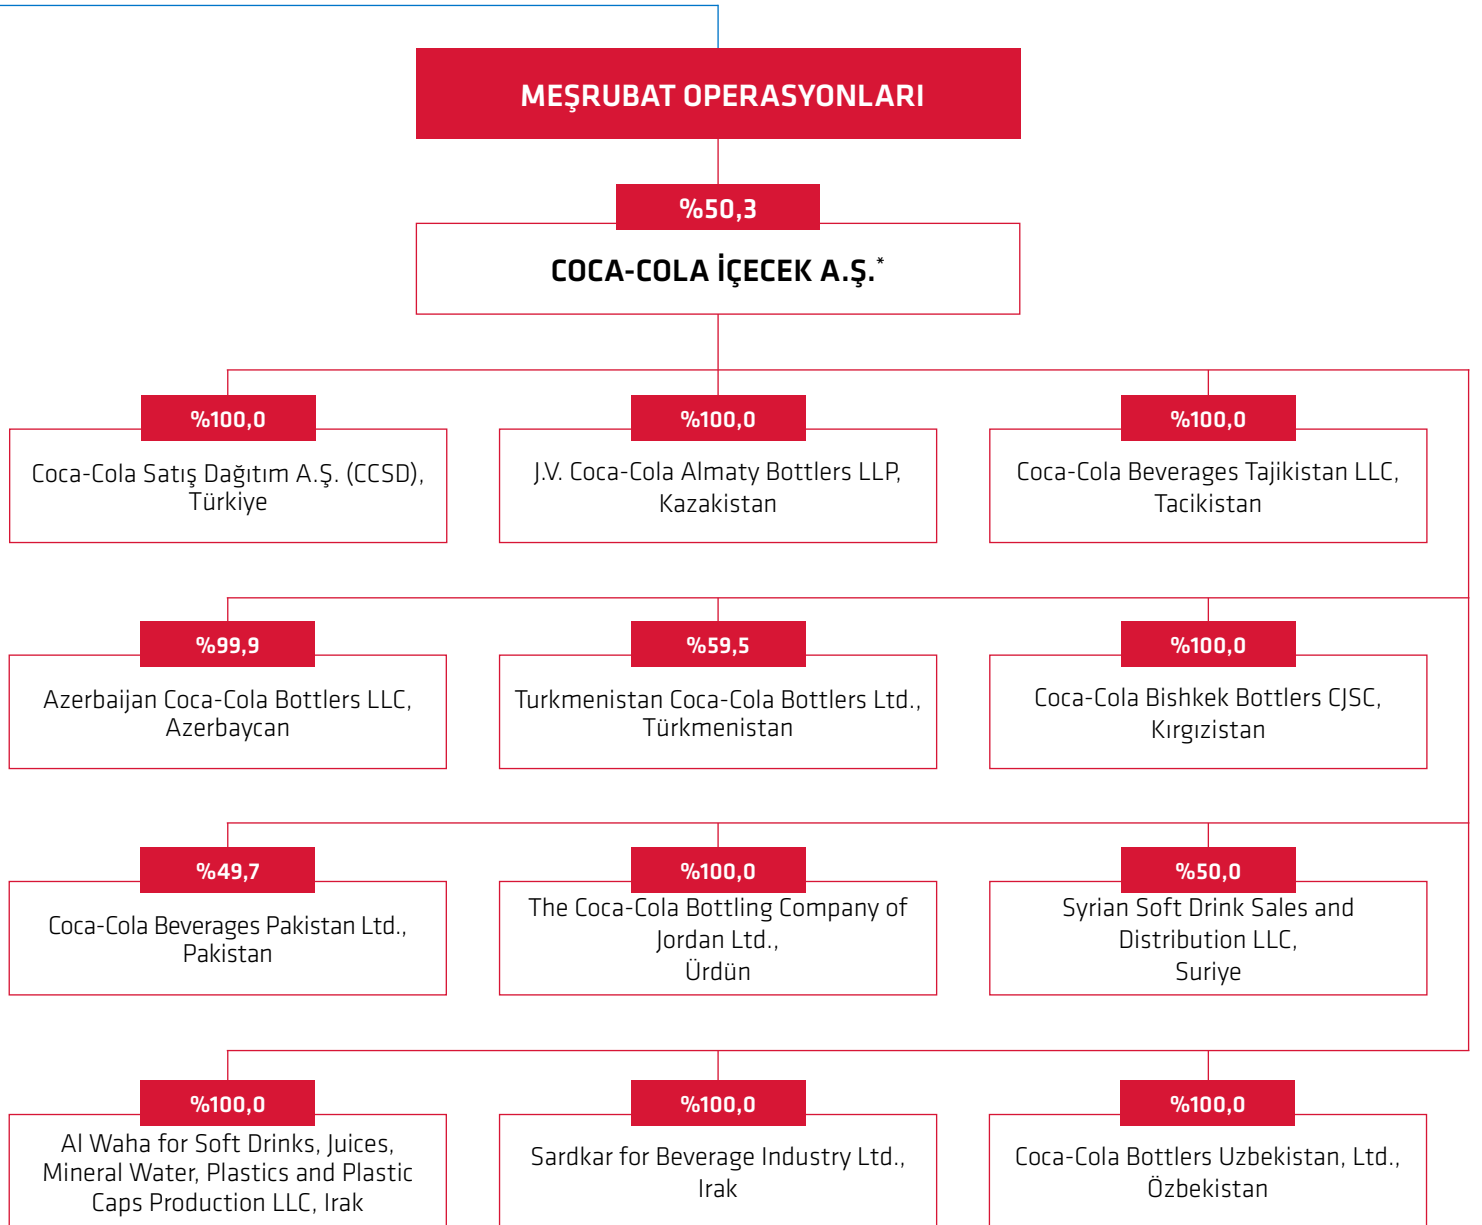 MEŞRUBAT OPERASYONLARI
%50,3
COCA-COLA İÇECEK A.Ş.*
%100,0
Coca-Cola Satış Dağıtım A.Ş. (CCSD),
Türkiye
%100,0
J.V. Coca-Cola Almaty Bottlers LLP,
Kazakistan
%100,0
Coca-Cola Beverages Tajikistan LLC,
Tacikistan
%99,9
Azerbaijan Coca-Cola Bottlers LLC,
Azerbaycan
%59,5
Turkmenistan Coca-Cola Bottlers Ltd.,
Türkmenistan
%100,0
Coca-Cola Bishkek Bottlers CJSC,
Kırgızistan
%49,7
Coca-Cola Beverages Pakistan Ltd.,
Pakistan
%100,0
The Coca-Cola Bottling Company of
Jordan Ltd.,
Ürdün
%50,0
Syrian Soft Drink Sales and
Distribution LLC,
Suriye
%100,0
Al Waha for Soft Drinks, Juices,
Mineral Water, Plastics and Plastic
Caps Production LLC, Irak
%100,0
Sardkar for Beverage Industry Ltd.,
Irak
%100,0
Coca-Cola Bottlers Uzbekistan, Ltd.,
Özbekistan